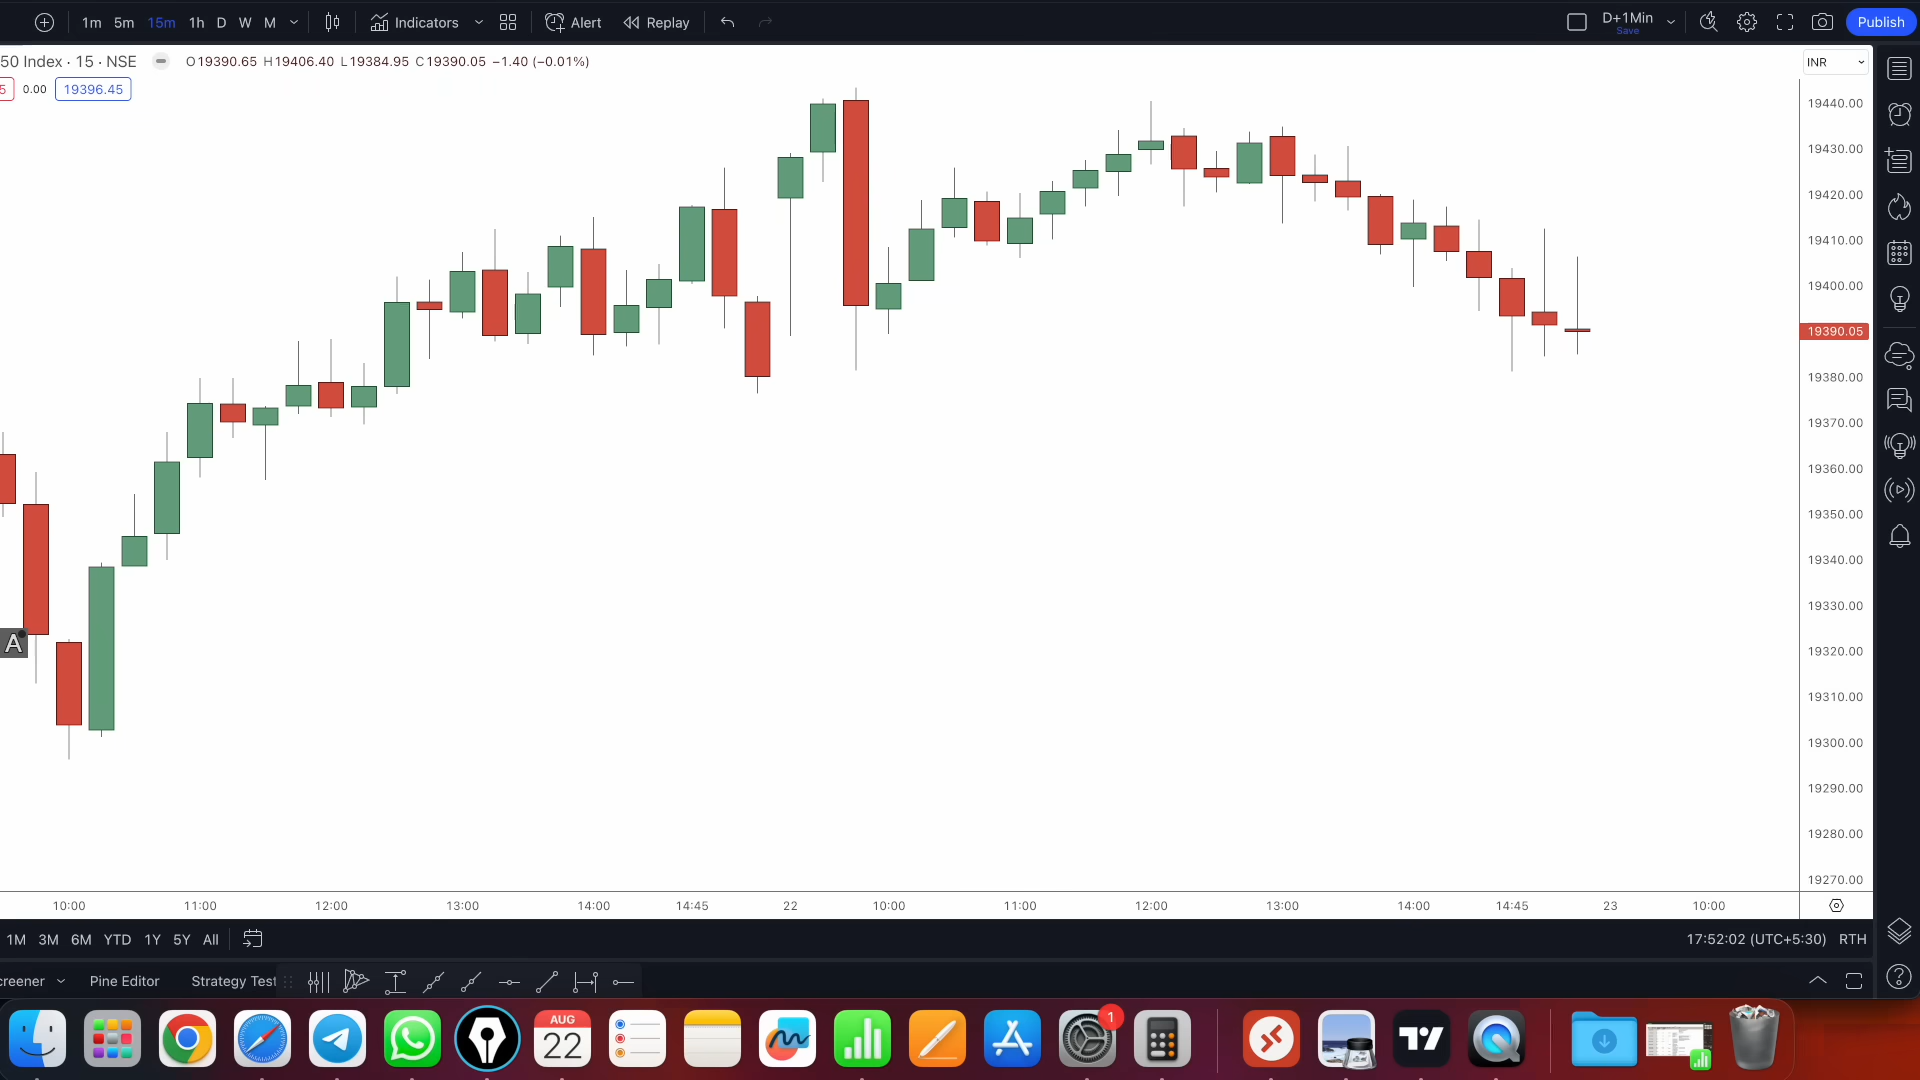 1m 5m 15m 1h D W M Indicators Alert Replay D+1Min Save Publish
50 Index · 15 · NSE O19390.65 H19406.40 L19384.95 C19390.05 −1.40 (−0.01%) INR
5 0.00 19396.45
19440.00
19430.00
19420.00
19410.00
19400.00
19390.05
19380.00
19370.00
19360.00
19350.00
19340.00
19330.00
A
19320.00
19310.00
19300.00
19290.00
19280.00
19270.00
10:00 11:00 12:00 13:00 14:00 14:45 22 10:00 11:00 12:00 13:00 14:00 14:45 23 10:00
1M 3M 6M YTD 1Y 5Y All 17:52:02 (UTC+5:30) RTH
creener Pine Editor Strategy Test
AUG
22
1